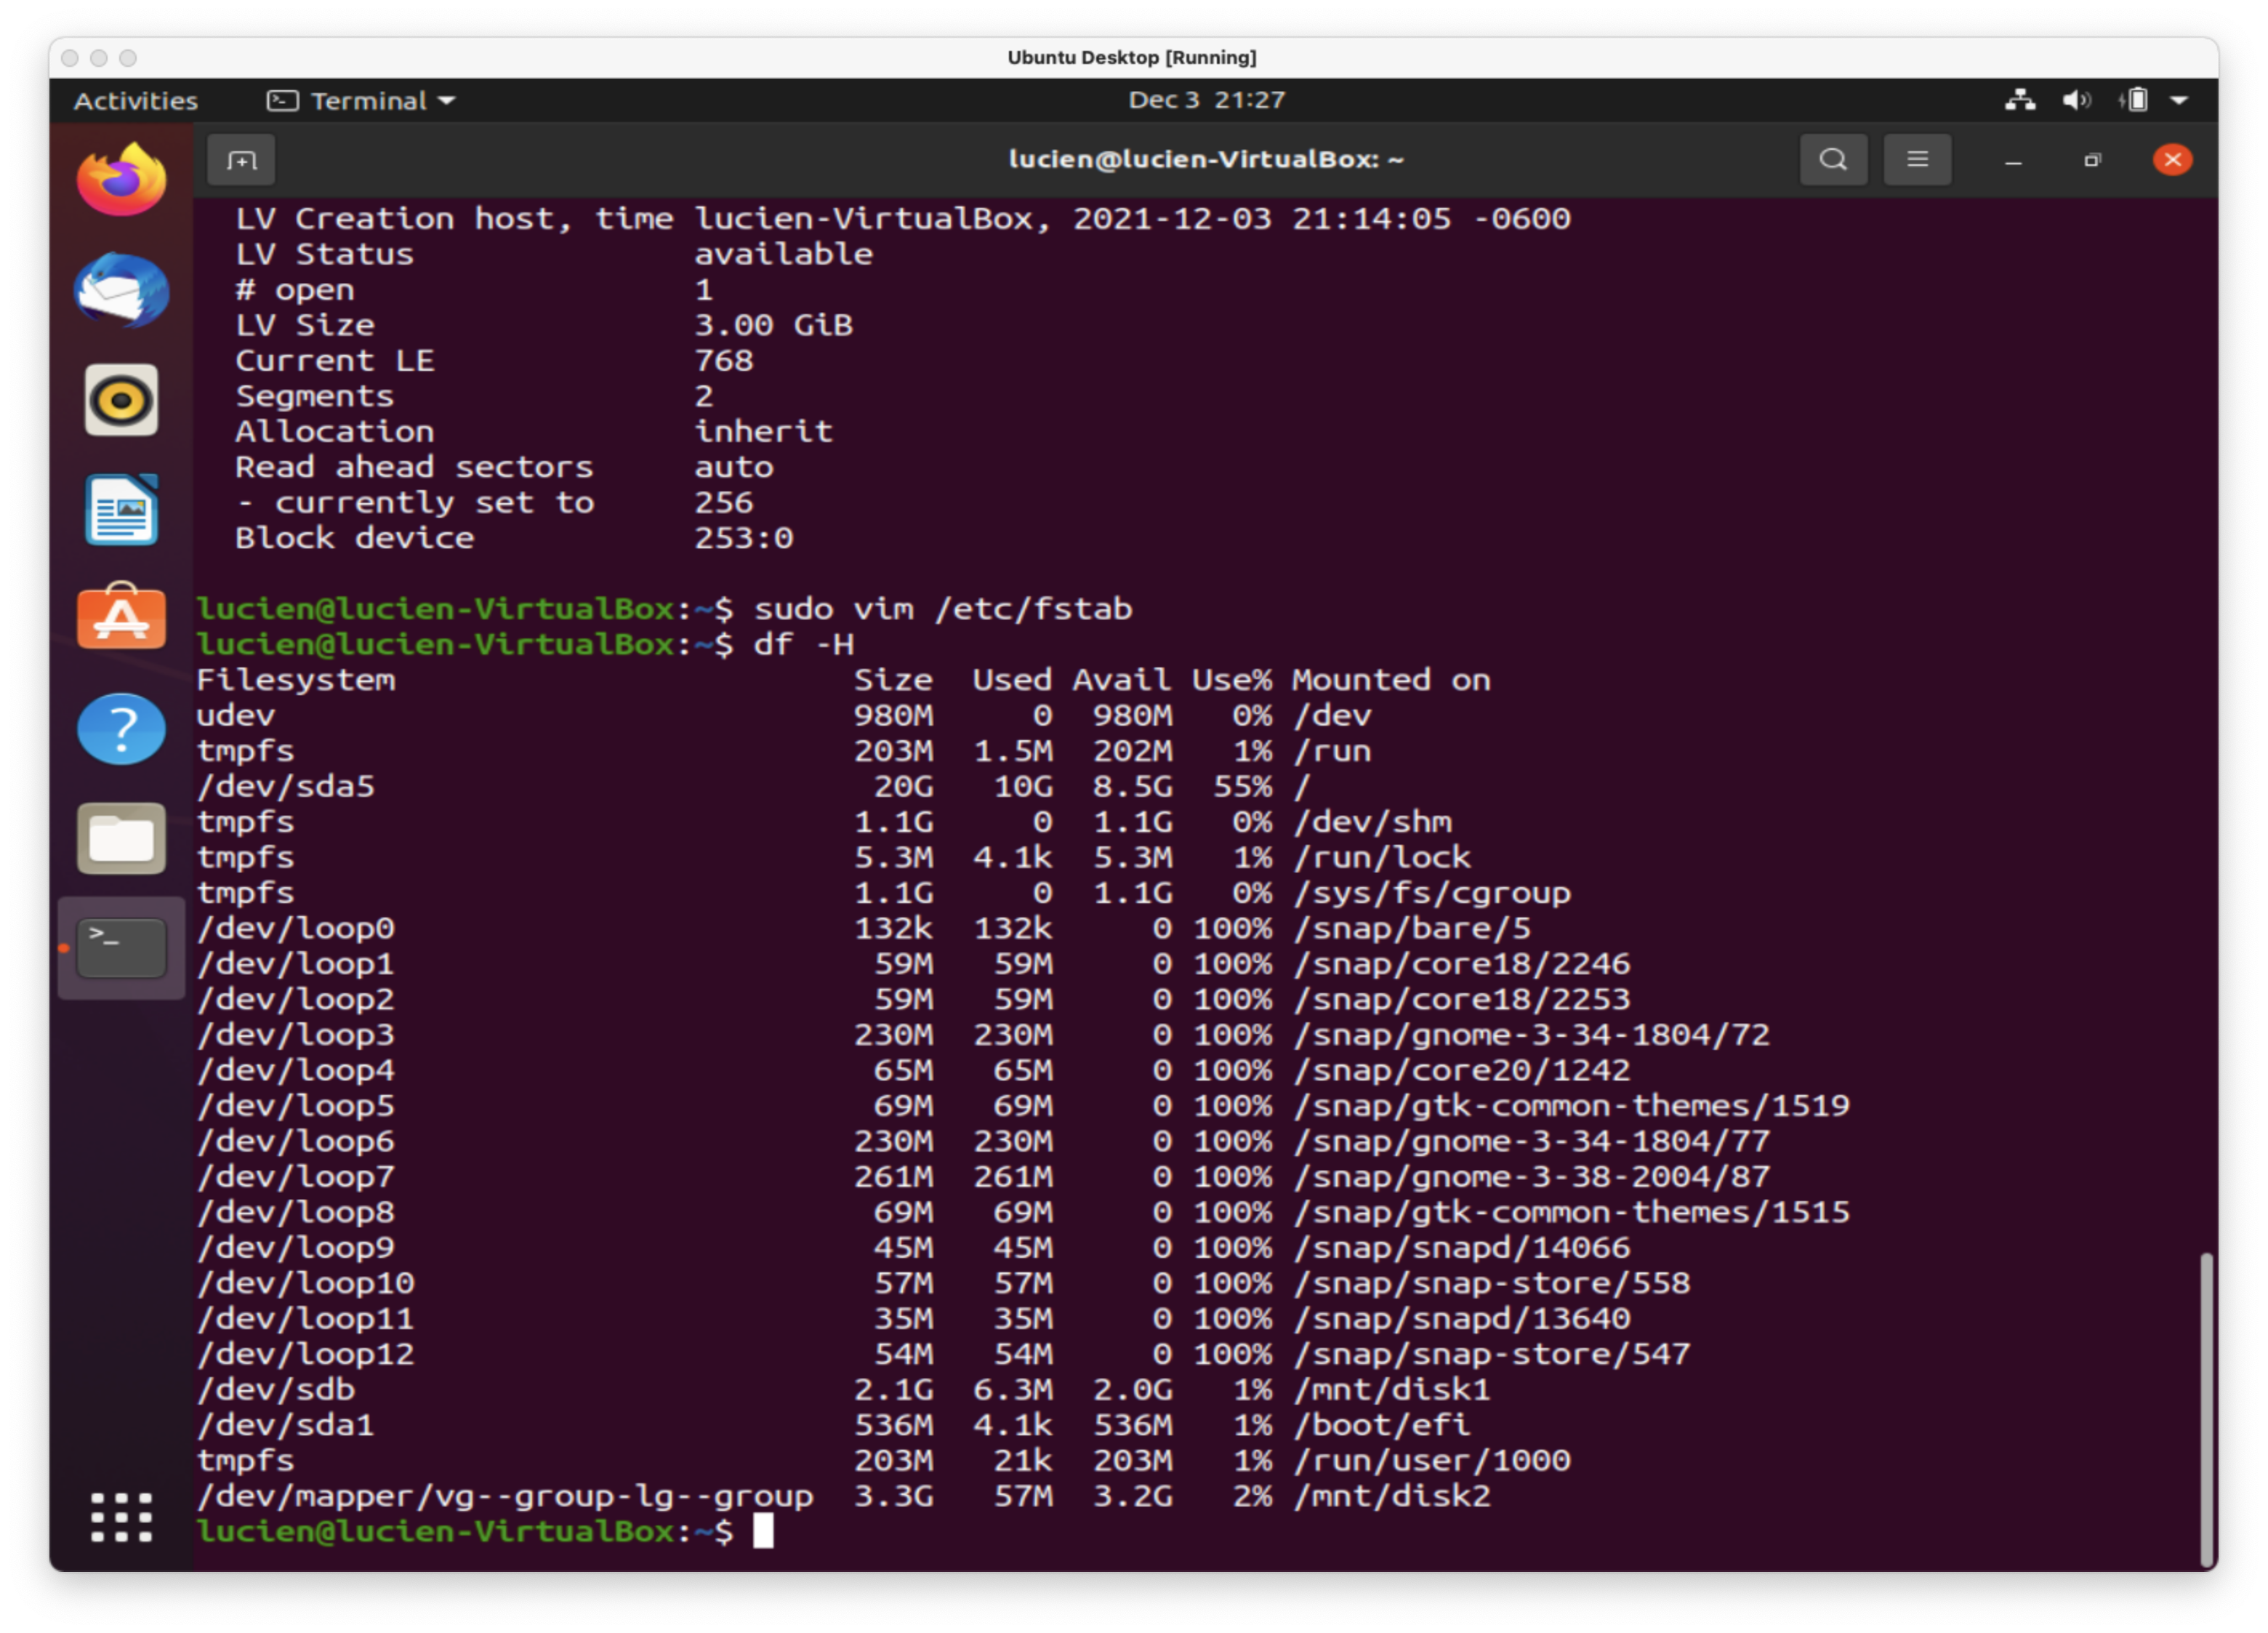 Ubuntu Desktop [Running]
Activities Terminal Dec 3 21:27
lucien@lucien-VirtualBox: ~
LV Creation host, time lucien-VirtualBox, 2021-12-03 21:14:05 -0600
LV Status available
# open 1
LV Size 3.00 GiB
Current LE 768
Segments 2
Allocation inherit
Read ahead sectors auto
- currently set to 256
Block device 253:0
lucien@lucien-VirtualBox:~$ sudo vim /etc/fstab
lucien@lucien-VirtualBox:~$ df -H
Filesystem Size Used Avail Use% Mounted on
udev 980M 0 980M 0% /dev
tmpfs 203M 1.5M 202M 1% /run
/dev/sda5 20G 10G 8.5G 55% /
tmpfs 1.1G 0 1.1G 0% /dev/shm
tmpfs 5.3M 4.1k 5.3M 1% /run/lock
tmpfs 1.1G 0 1.1G 0% /sys/fs/cgroup
/dev/loop0 132k 132k 0 100% /snap/bare/5
/dev/loop1 59M 59M 0 100% /snap/core18/2246
/dev/loop2 59M 59M 0 100% /snap/core18/2253
/dev/loop3 230M 230M 0 100% /snap/gnome-3-34-1804/72
/dev/loop4 65M 65M 0 100% /snap/core20/1242
/dev/loop5 69M 69M 0 100% /snap/gtk-common-themes/1519
/dev/loop6 230M 230M 0 100% /snap/gnome-3-34-1804/77
/dev/loop7 261M 261M 0 100% /snap/gnome-3-38-2004/87
/dev/loop8 69M 69M 0 100% /snap/gtk-common-themes/1515
/dev/loop9 45M 45M 0 100% /snap/snapd/14066
/dev/loop10 57M 57M 0 100% /snap/snap-store/558
/dev/loop11 35M 35M 0 100% /snap/snapd/13640
/dev/loop12 54M 54M 0 100% /snap/snap-store/547
/dev/sdb 2.1G 6.3M 2.0G 1% /mnt/disk1
/dev/sda1 536M 4.1k 536M 1% /boot/efi
tmpfs 203M 21k 203M 1% /run/user/1000
/dev/mapper/vg--group-lg--group 3.3G 57M 3.2G 2% /mnt/disk2
lucien@lucien-VirtualBox:~$